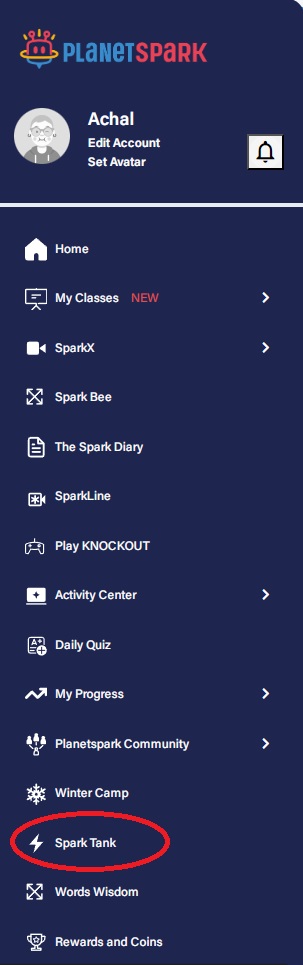 PLANETSPARK
Achal
Edit Account
Set Avatar
Home
My Classes NEW
SparkX
Spark Bee
The Spark Diary
SparkLine
Play KNOCKOUT
Activity Center
Daily Quiz
My Progress
Planetspark Community
Winter Camp
Spark Tank
Words Wisdom
Rewards and Coins